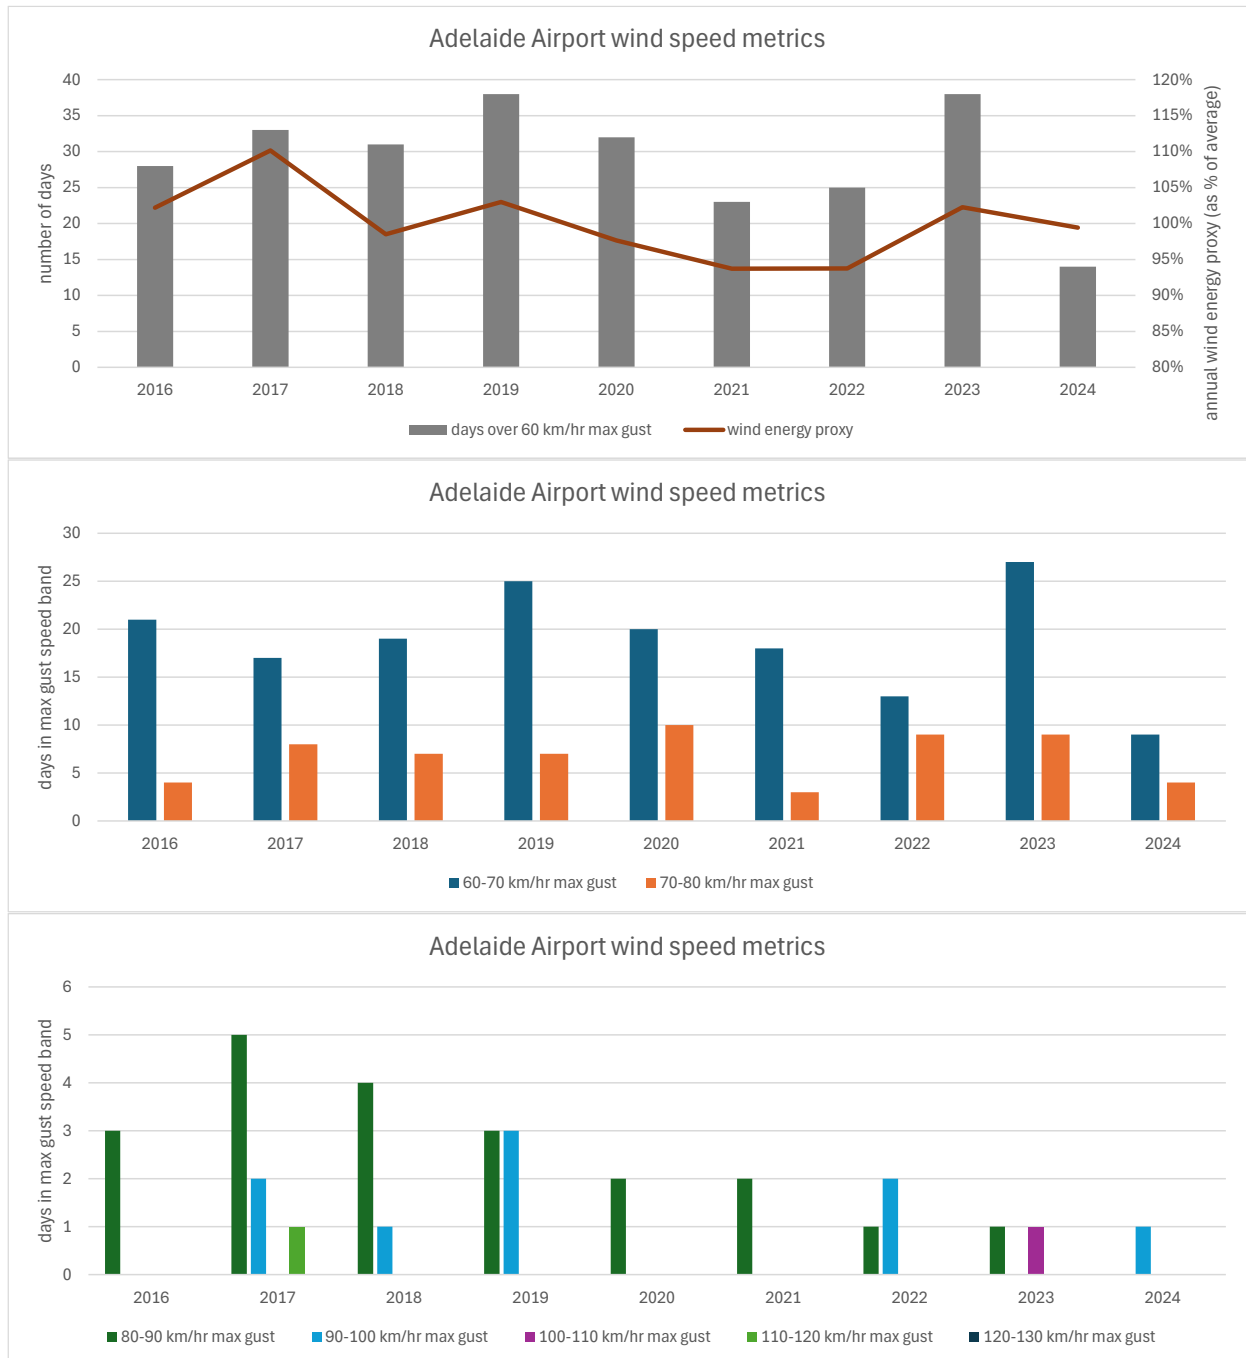 Adelaide Airport wind speed metrics
number of days
40
35
30
25
20
15
10
5
0
120%
115%
110%
105%
100%
95%
90%
85%
80%
annual wind energy proxy (as % of average)
2016 2017 2018 2019 2020 2021 2022 2023 2024
days over 60 km/hr max gust wind energy proxy
Adelaide Airport wind speed metrics
days in max gust speed band
30
25
20
15
10
5
0
2016 2017 2018 2019 2020 2021 2022 2023 2024
60-70 km/hr max gust 70-80 km/hr max gust
Adelaide Airport wind speed metrics
days in max gust speed band
6
5
4
3
2
1
0
2016 2017 2018 2019 2020 2021 2022 2023 2024
80-90 km/hr max gust 90-100 km/hr max gust 100-110 km/hr max gust 110-120 km/hr max gust 120-130 km/hr max gust